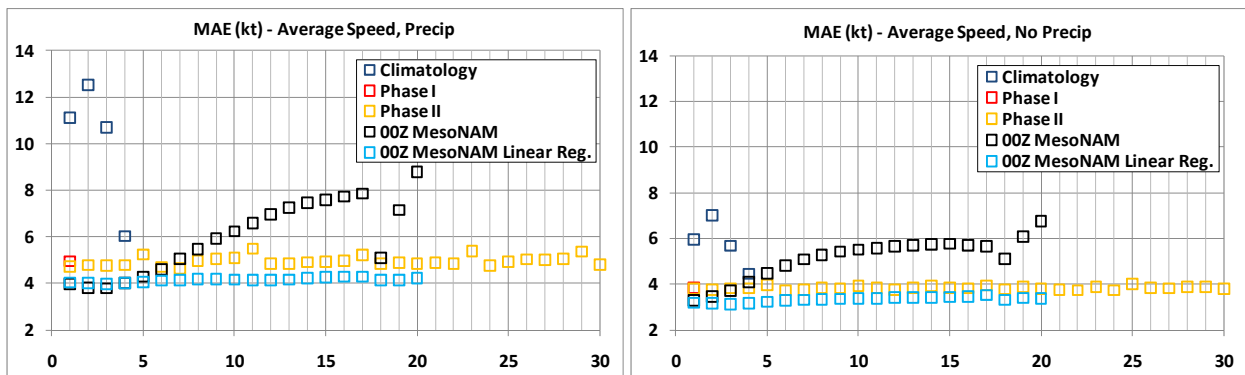 MAE (kt) - Average Speed, Precip
14
12
10
8
6
4
2
0 5 10 15 20 25 30
Climatology
Phase I
Phase II
00Z MesoNAM
00Z MesoNAM Linear Reg.
MAE (kt) - Average Speed, No Precip
14
12
10
8
6
4
2
0 5 10 15 20 25 30
Climatology
Phase I
Phase II
00Z MesoNAM
00Z MesoNAM Linear Reg.